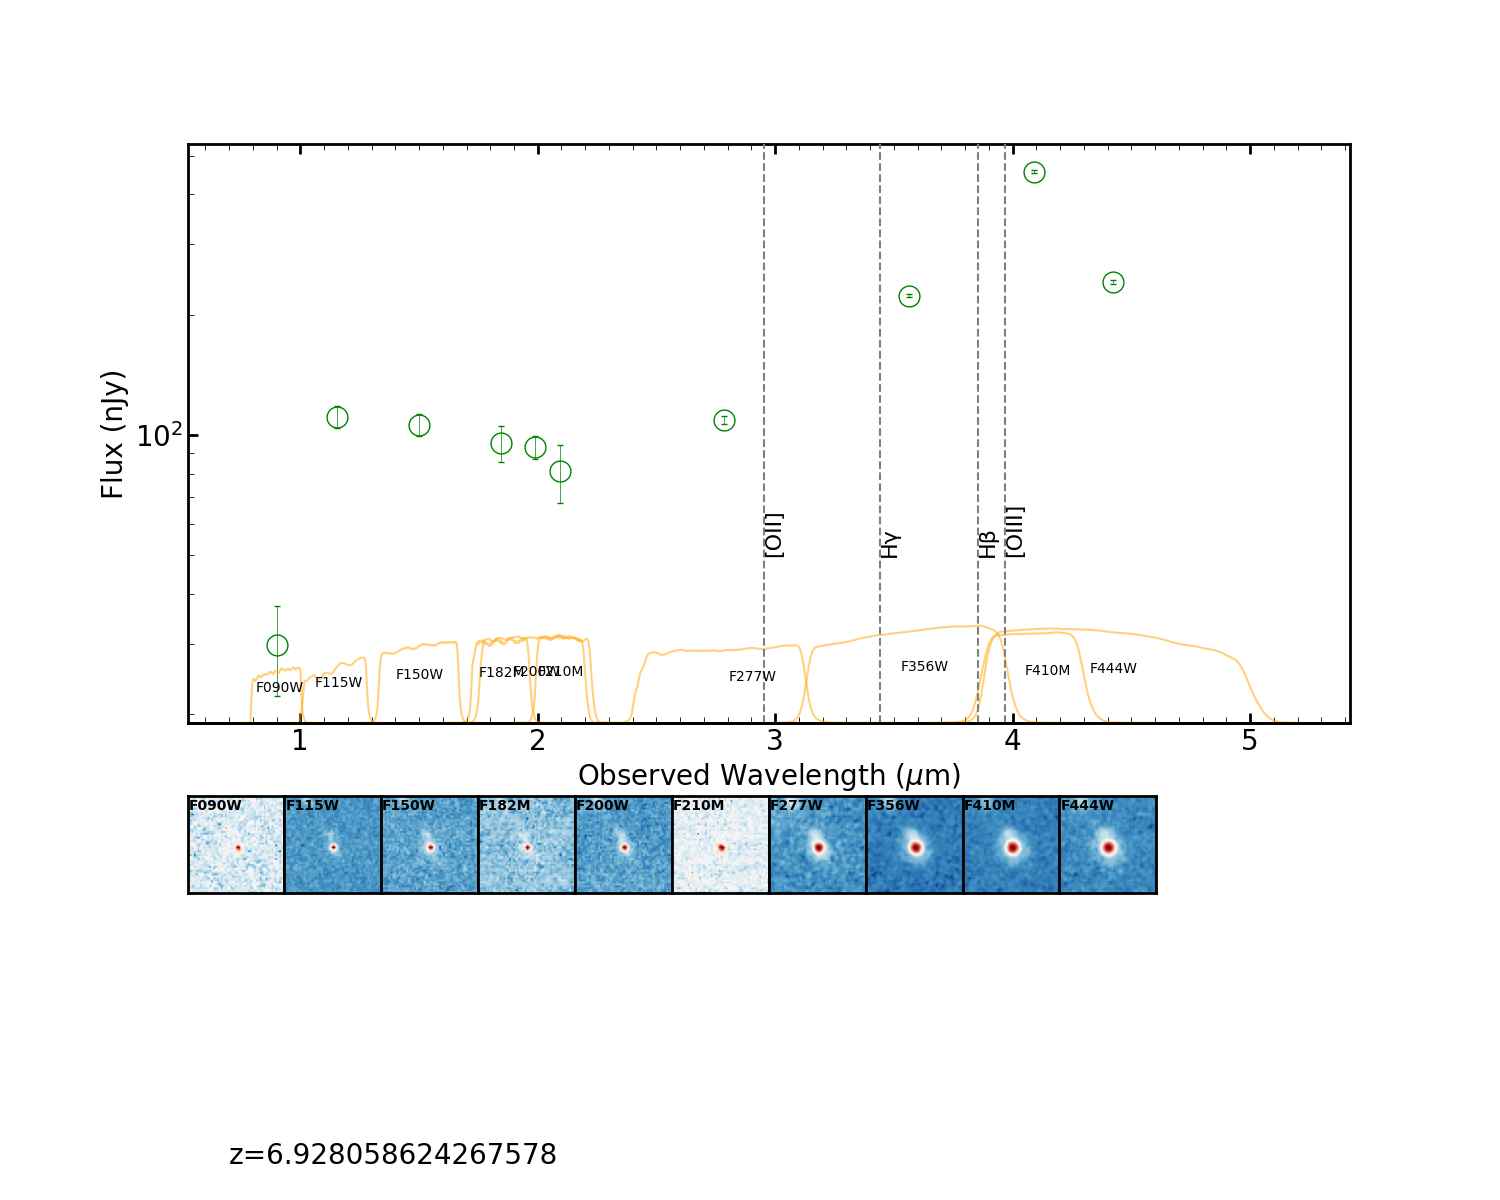 Flux (nJy)
10²
[OII]
Hγ
Hβ
[OIII]
F090W
F115W
F150W
F182M
F200W
F210M
F277W
F356W
F410M
F444W
1 2 3 4 5
Observed Wavelength (μm)
F090W F115W F150W F182M F200W F210M F277W F356W F410M F444W
z=6.928058624267578